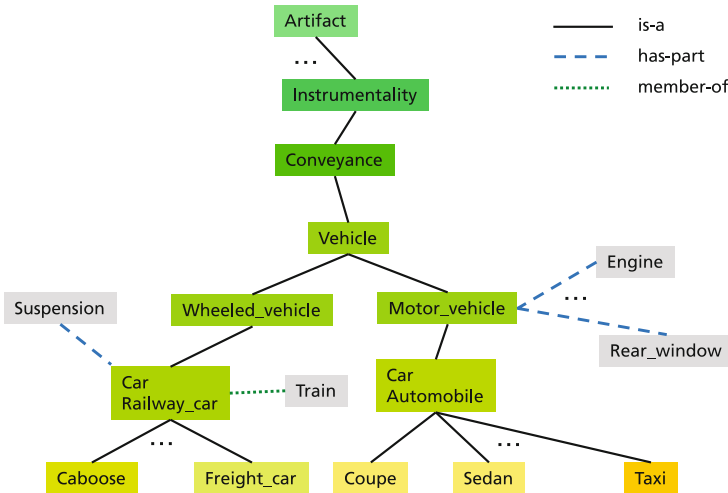 Artifact
is-a
...
has-part
Instrumentality
member-of
Conveyance
Vehicle
Engine
...
Suspension
Wheeled_vehicle
Motor_vehicle
Rear_window
Car
Railway_car
Train
Car
Automobile
...
...
Caboose
Freight_car
Coupe
Sedan
Taxi